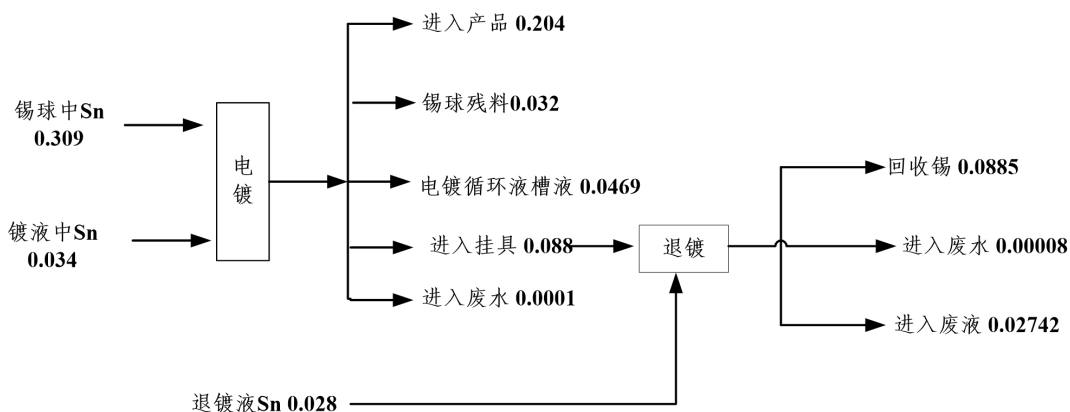 进入产品 0.204
锡球中Sn
0.309
锡球残料0.032
电镀
电镀循环液槽液 0.0469
回收锡 0.0885
镀液中Sn
0.034
进入挂具 0.088
退镀
进入废水 0.00008
进入废水 0.0001
进入废液 0.02742
退镀液Sn 0.028